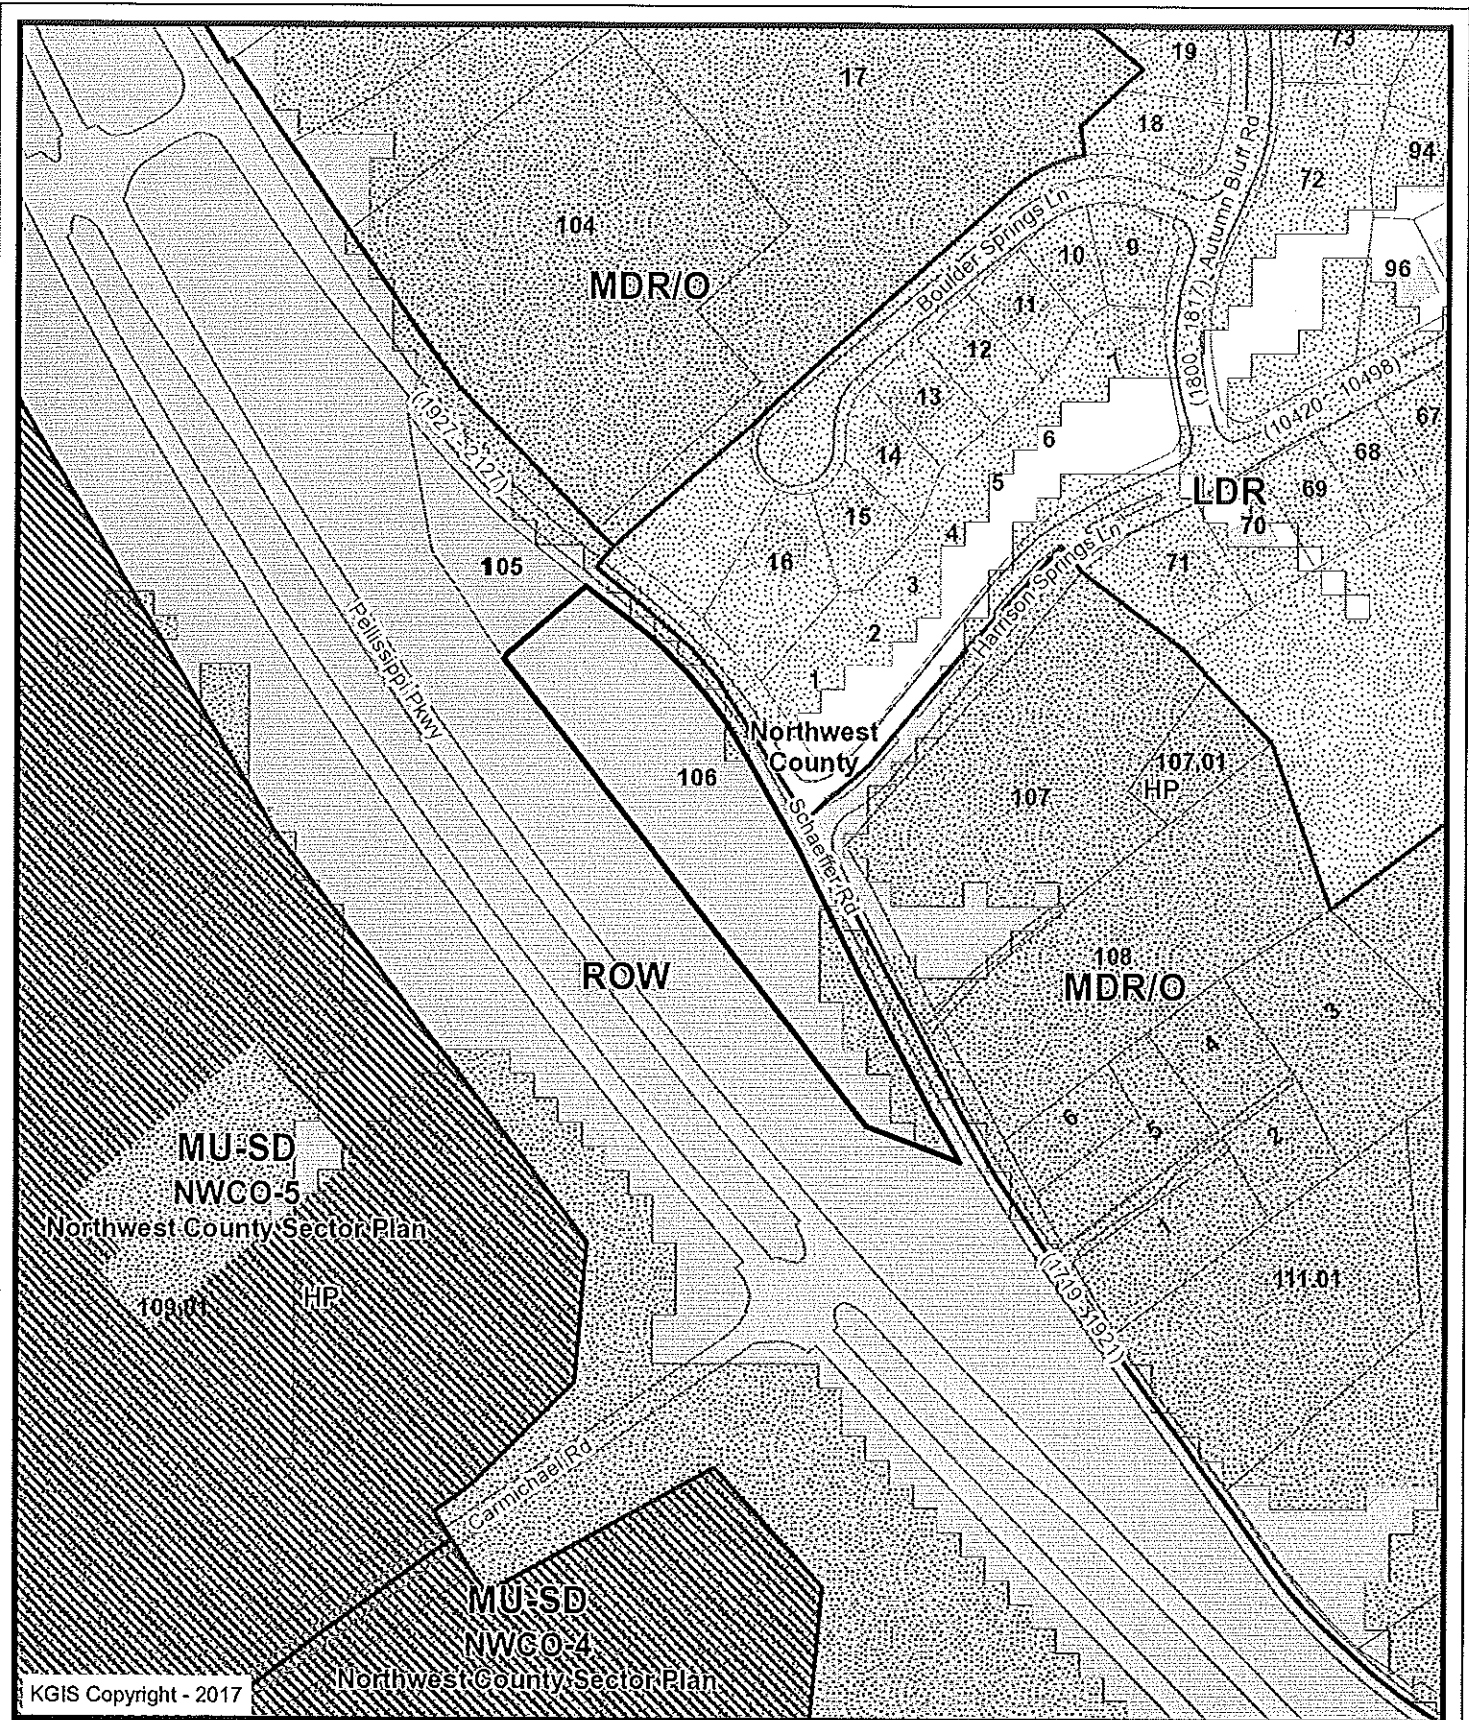 17
19
73
18
94
72
Autumn Bluff Rd
(1800 - 1817)
104
MDR/O
Boulder Springs Ln
10
9
96
11
12
13
(10420 - 10498)
67
(1927 - 2127)
6
14
68
5
LDR
69
15
70
4
105
16
71
3
Harrison Springs Ln
2
Pellissippi Pkwy
1
Northwest
County
106
107.01
HP
107
Schaeffer Rd
108
MDR/O
ROW
3
4
6
5
2
MU-SD
NWCO-5
Northwest County Sector Plan
1
109.01
HP
111.01
(1719 - 1921)
Carmichael Rd
MU-SD
NWCO-4
Northwest County Sector Plan
KGIS Copyright - 2017